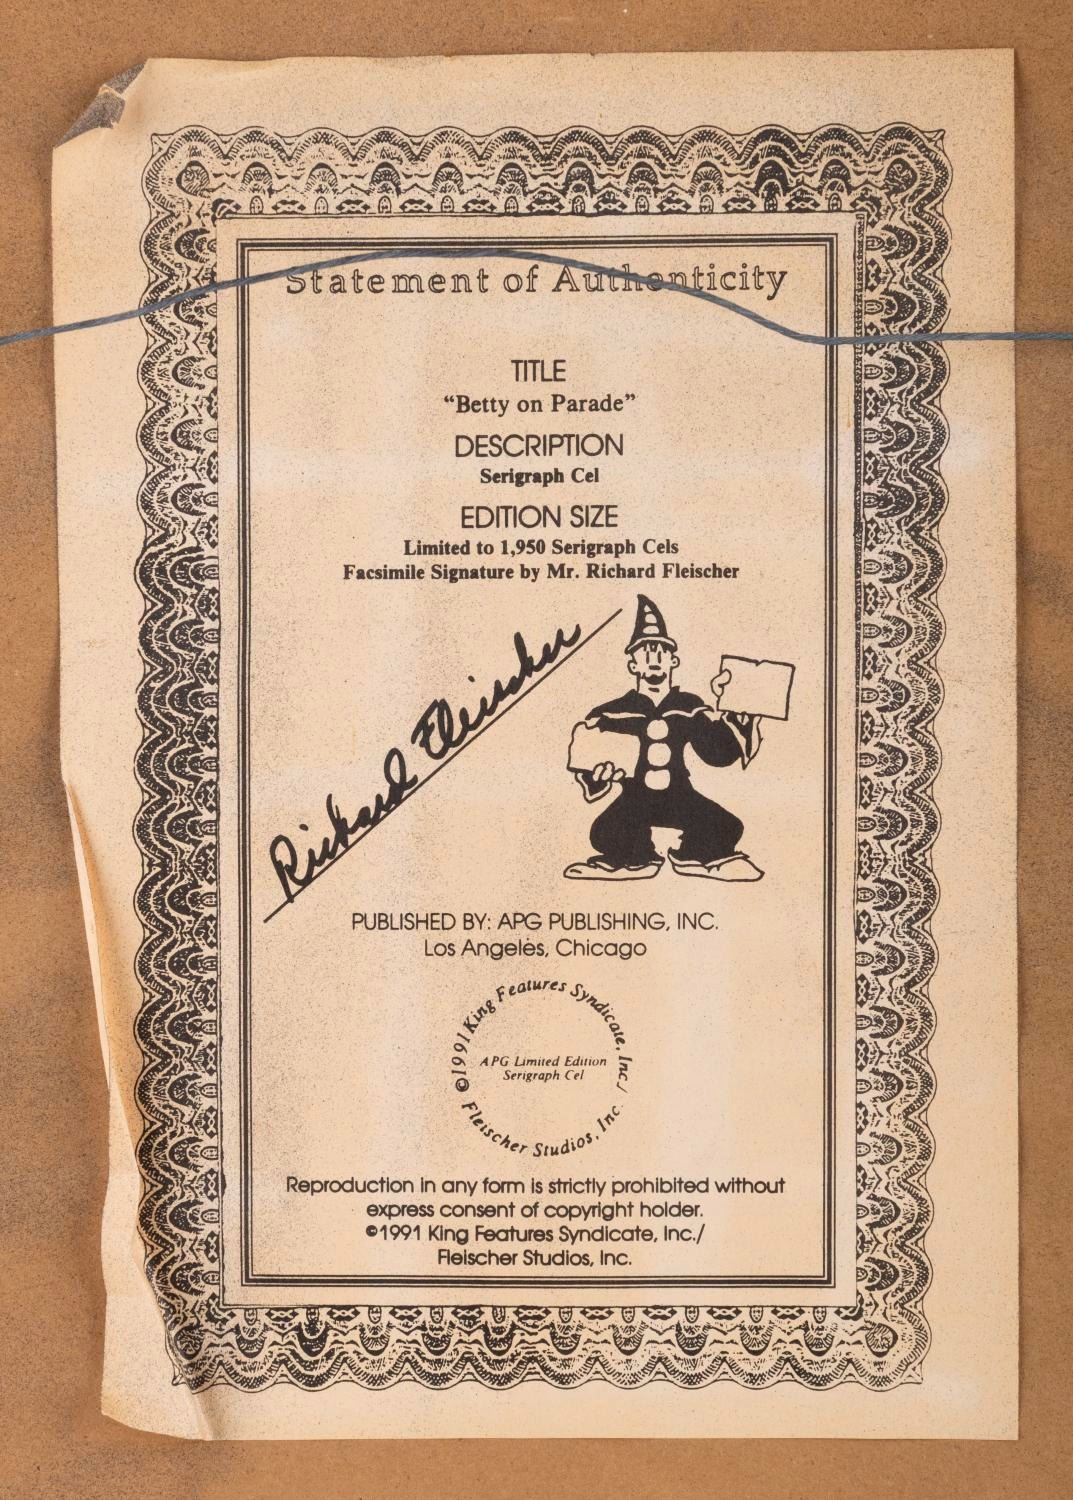 Statement of Authenticity
TITLE
“Betty on Parade”
DESCRIPTION
Serigraph Cel
EDITION SIZE
Limited to 1,950 Serigraph Cels
Facsimile Signature by Mr. Richard Fleischer
Richard Fleischer
PUBLISHED BY: APG PUBLISHING, INC.
Los Angeles, Chicago
©1991 King Features Syndicate, Inc./
Fleischer Studios, Inc.
APG Limited Edition
Serigraph Cel
Reproduction in any form is strictly prohibited without
express consent of copyright holder.
©1991 King Features Syndicate, Inc./
Fleischer Studios, Inc.